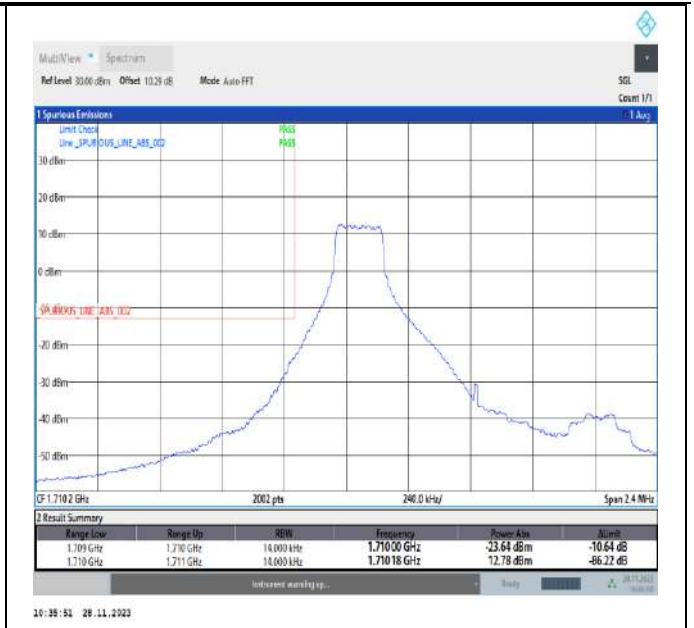 MultiView Spectrum
Ref Level 30.00 dBm Offset 10.29 dB Mode Auto FFT SGL
Count 1/1
1 Spurious Emissions 1 Avg
Limit Check PASS
Line _SPURIOUS_LINE_ABS_002 PASS
30 dBm
20 dBm
10 dBm
0 dBm
_SPURIOUS_LINE_ABS_002
-20 dBm
-30 dBm
-40 dBm
-50 dBm
CF 1.7102 GHz 2002 pts 240.0 kHz/ Span 2.4 MHz
2 Result Summary
Range Low Range Up RBW Frequency Power Abs ΔLimit
1.709 GHz 1.710 GHz 14.000 kHz 1.71000 GHz -23.64 dBm -10.64 dB
1.710 GHz 1.711 GHz 14.000 kHz 1.71018 GHz 12.78 dBm -86.22 dB
Instrument warming up... Ready 28.11.2023
10:35:51 28.11.2023